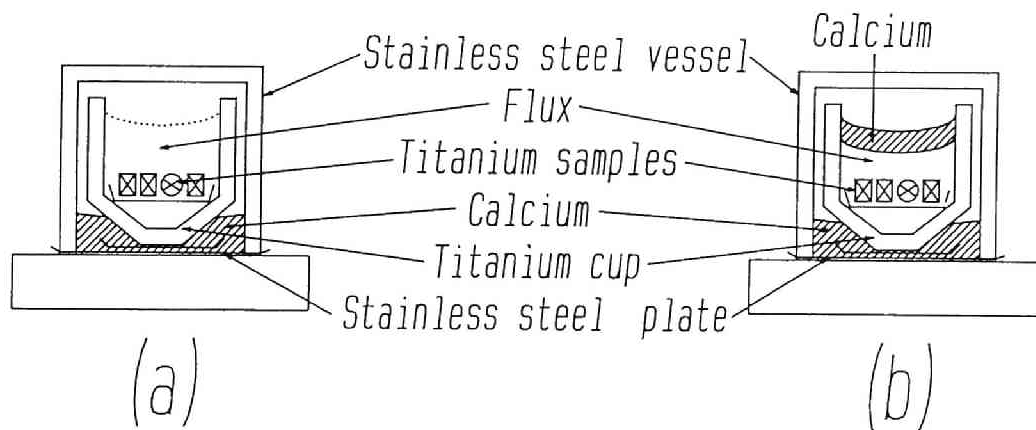 Calcium
Stainless steel vessel
Flux
Titanium samples
Calcium
Titanium cup
Stainless steel plate
(a)
(b)